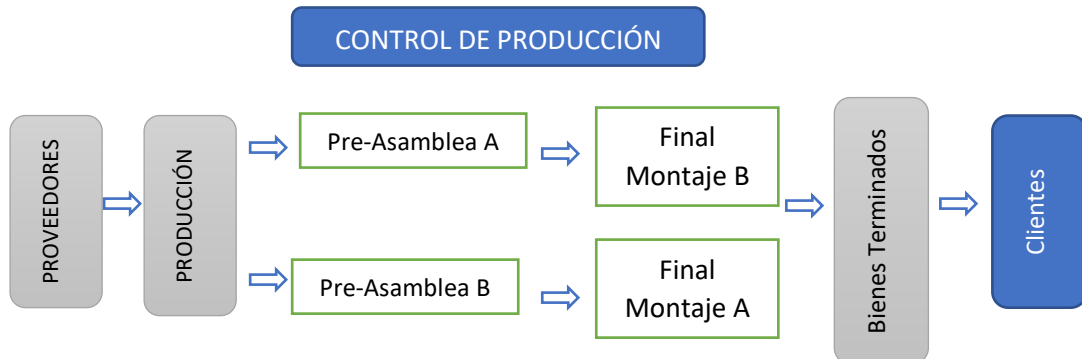 CONTROL DE PRODUCCIÓN
PROVEEDORES
PRODUCCIÓN
Pre-Asamblea A
Final
Montaje B
Pre-Asamblea B
Final
Montaje A
Bienes Terminados
Clientes